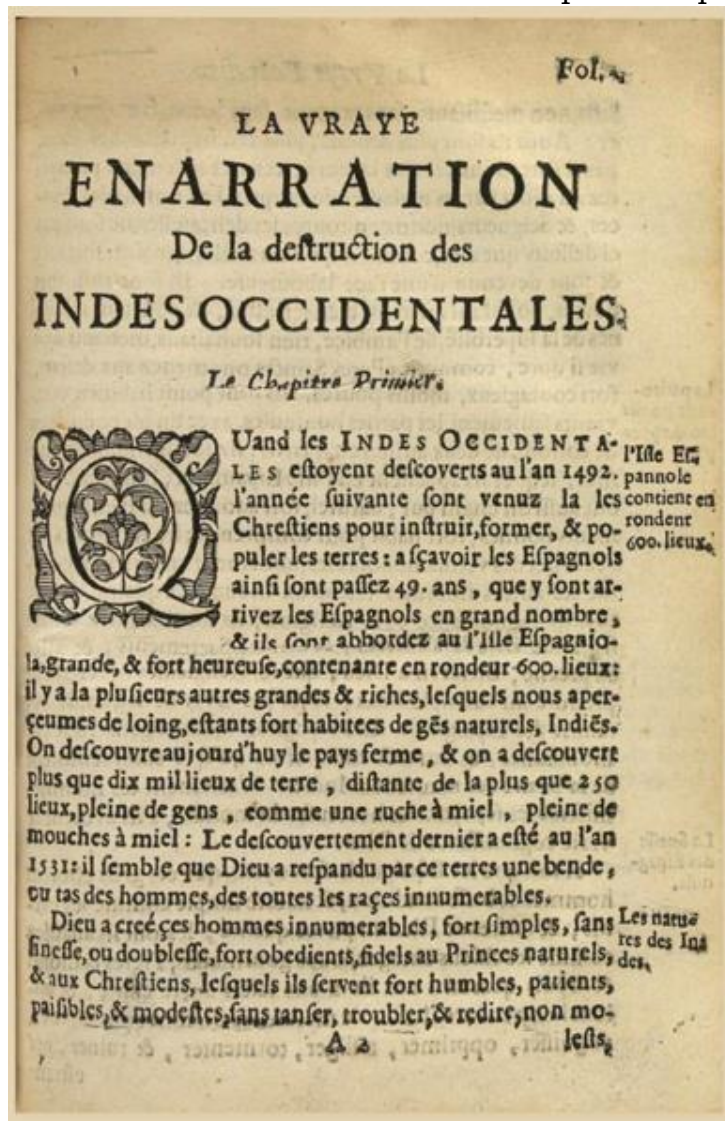 Fol.
LA VRAYE
ENARRATION
De la destruction des
INDES OCCIDENTALES.
Le Chapitre Premier.
QUand les INDES OCCIDENTA-
LES estoyent descoverts au l'an 1492.
l'année suivante sont venuz la les
Chrestiens pour instruir, former, & po-
puler les terres: asçavoir les Espagnols
ainsi sont passez 49. ans, que y sont ar-
rivez les Espagnols en grand nombre,
& ils sont abbordez au l'Isle Espagnio-
la, grande, & fort heureuse, contenante en rondeur 600. lieux:
il y a la plusieurs autres grandes & riches, lesquels nous aper-
çeumes de loing, estants fort habitees de gẽs naturels, Indiẽs.
On descouvre aujourd'huy le pays ferme, & on a descouvert
plus que dix mil lieux de terre, distante de la plus que 250
lieux, pleine de gens, comme une ruche à miel, pleine de
mouches à miel: Le descouvertement dernier a esté au l'an
1531: il semble que Dieu a respandu par ce terres une bende,
ou tas des hommes, des toutes les raçes innumerables.
Dieu a creé çes hommes innumerables, fort simples, sans
finesse, ou doublesse, fort obedients, fidels au Princes naturels,
& aux Chrestiens, lesquels ils servent fort humbles, patients,
paisibles, & modestes, sans tanser, troubler, & redire, non mo-
A 2
lests,
l'Isle Es-
pannole
contient en
rondent
600. lieux.
Les natu-
res des In-
des.